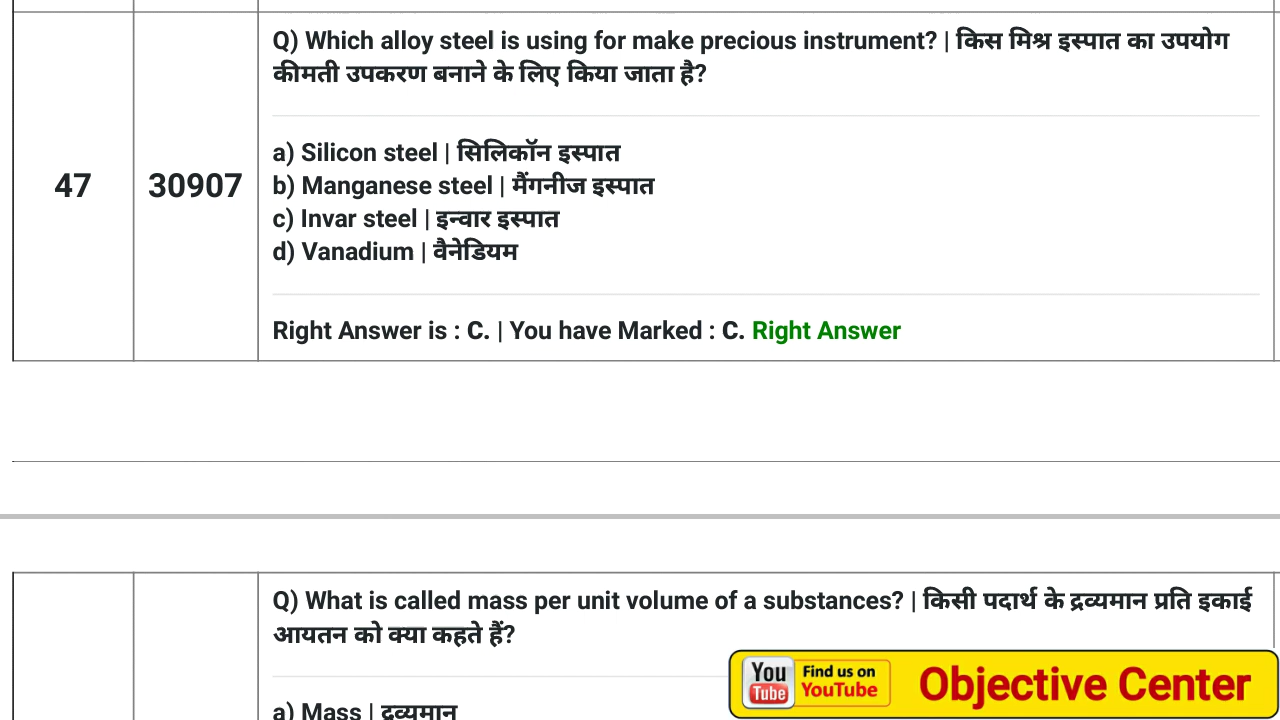 Q) Which alloy steel is using for make precious instrument? | किस मिश्र इस्पात का उपयोग
कीमती उपकरण बनाने के लिए किया जाता है?
47
30907
a) Silicon steel | सिलिकॉन इस्पात
b) Manganese steel | मैंगनीज इस्पात
c) Invar steel | इन्वार इस्पात
d) Vanadium | वैनेडियम
Right Answer is : C. | You have Marked : C. Right Answer
Q) What is called mass per unit volume of a substances? | किसी पदार्थ के द्रव्यमान प्रति इकाई
आयतन को क्या कहते हैं?
a) Mass | द्रव्यमान
You Tube
Find us on
YouTube
Objective Center